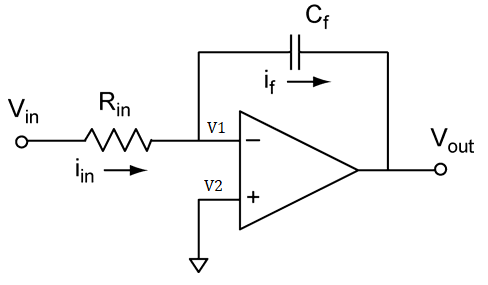 C_f
i_f
V_in
R_in
V1
−
V_out
i_in
V2
+